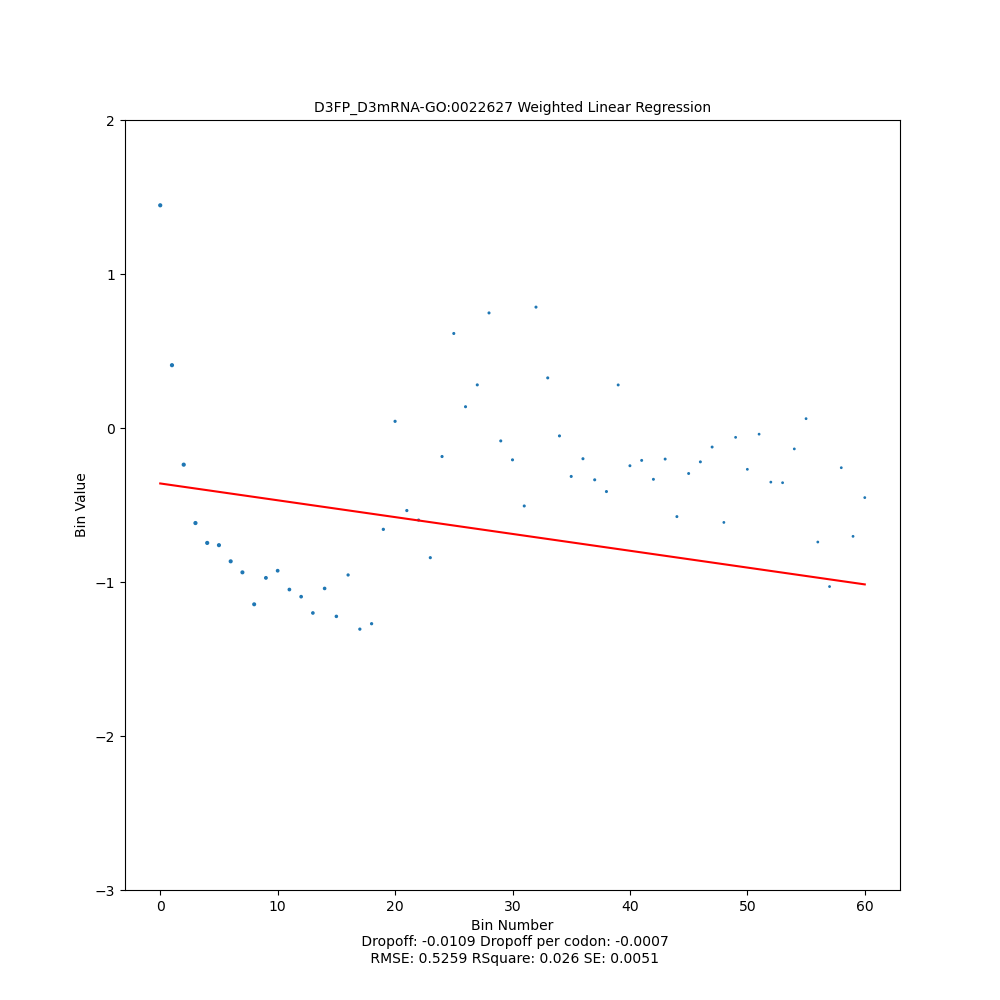 D3FP_D3mRNA-GO:0022627 Weighted Linear Regression
2
1
0
−1
−2
−3
Bin Value
0 10 20 30 40 50 60
Bin Number
Dropoff: -0.0109 Dropoff per codon: -0.0007
RMSE: 0.5259 RSquare: 0.026 SE: 0.0051